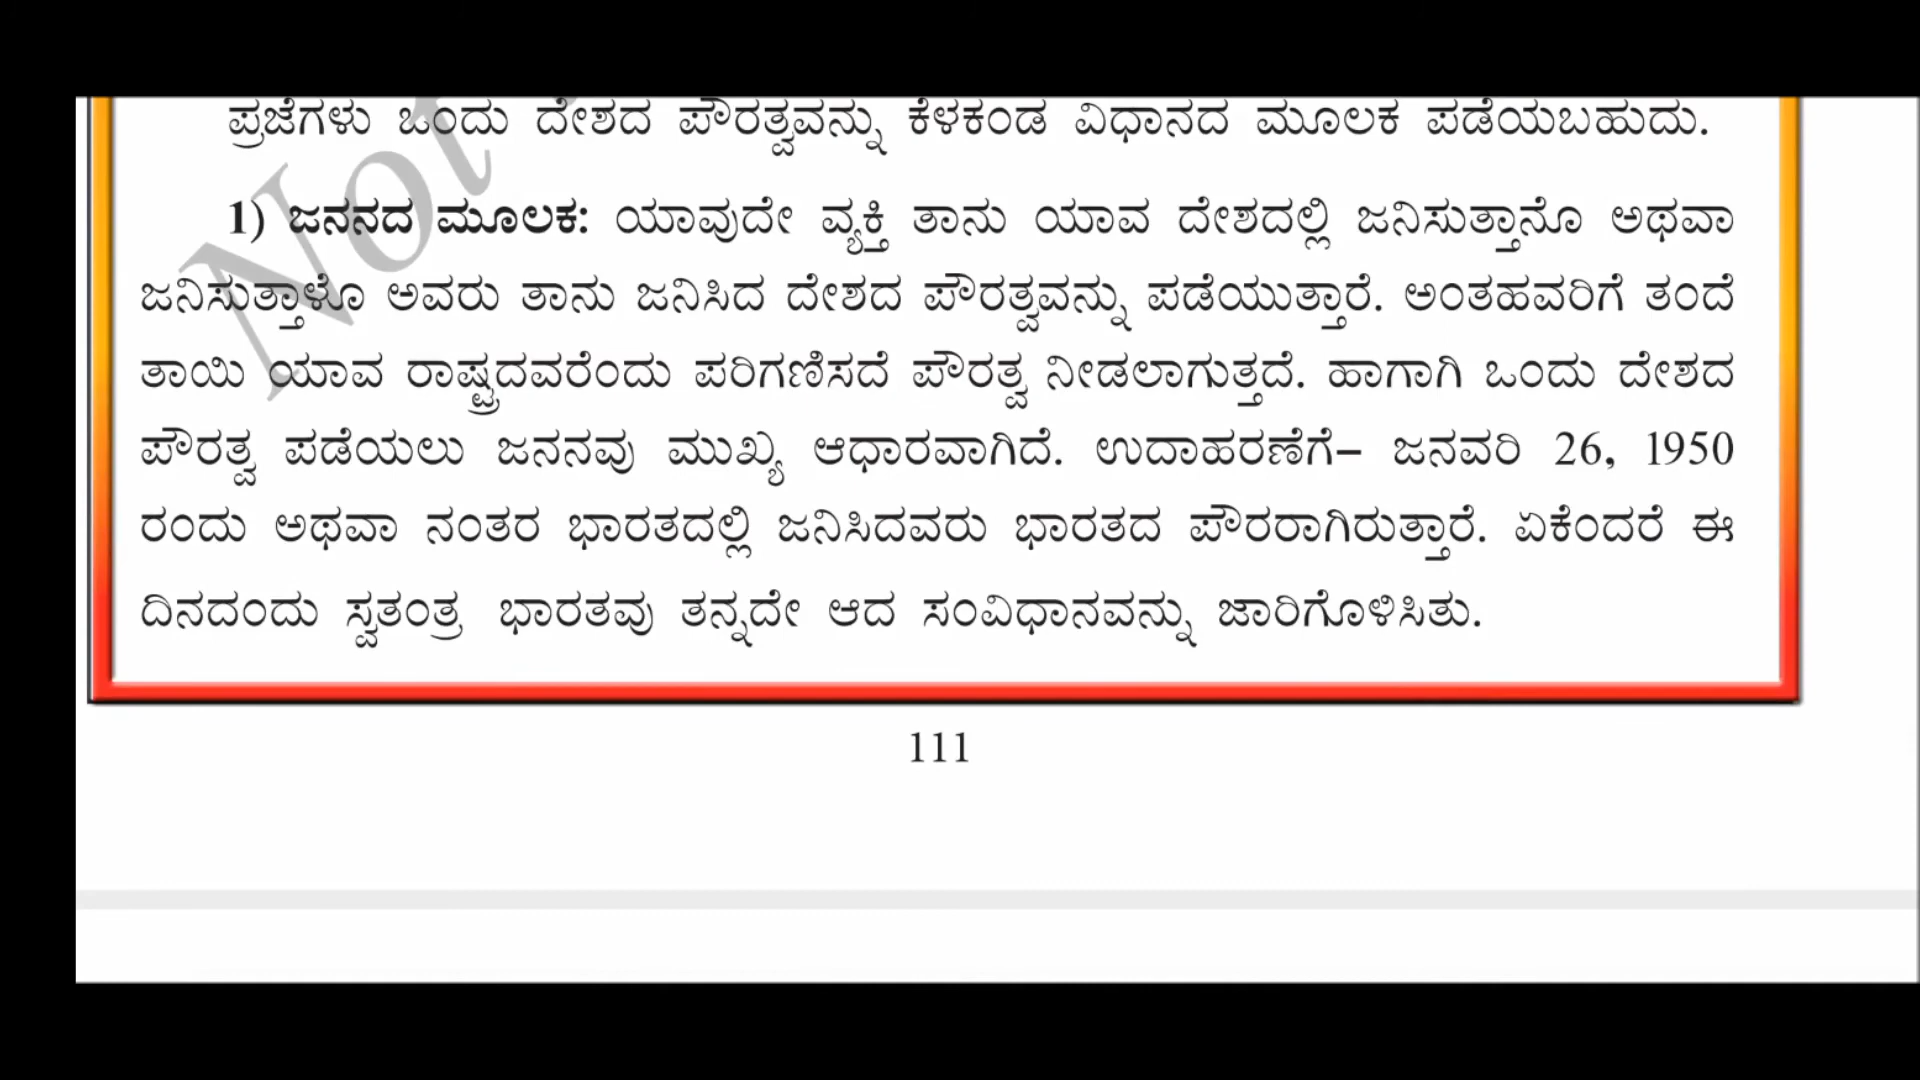 ಪ್ರಜೆಗಳು ಒಂದು ದೇಶದ ಪೌರತ್ವವನ್ನು ಕೆಳಕಂಡ ವಿಧಾನದ ಮೂಲಕ ಪಡೆಯಬಹುದು.
1) ಜನನದ ಮೂಲಕ: ಯಾವುದೇ ವ್ಯಕ್ತಿ ತಾನು ಯಾವ ದೇಶದಲ್ಲಿ ಜನಿಸುತ್ತಾನೊ ಅಥವಾ
ಜನಿಸುತ್ತಾಳೊ ಅವರು ತಾನು ಜನಿಸಿದ ದೇಶದ ಪೌರತ್ವವನ್ನು ಪಡೆಯುತ್ತಾರೆ. ಅಂತಹವರಿಗೆ ತಂದೆ
ತಾಯಿ ಯಾವ ರಾಷ್ಟ್ರದವರೆಂದು ಪರಿಗಣಿಸದೆ ಪೌರತ್ವ ನೀಡಲಾಗುತ್ತದೆ. ಹಾಗಾಗಿ ಒಂದು ದೇಶದ
ಪೌರತ್ವ ಪಡೆಯಲು ಜನನವು ಮುಖ್ಯ ಆಧಾರವಾಗಿದೆ. ಉದಾಹರಣೆಗೆ– ಜನವರಿ 26, 1950
ರಂದು ಅಥವಾ ನಂತರ ಭಾರತದಲ್ಲಿ ಜನಿಸಿದವರು ಭಾರತದ ಪೌರರಾಗಿರುತ್ತಾರೆ. ಏಕೆಂದರೆ ಈ
ದಿನದಂದು ಸ್ವತಂತ್ರ ಭಾರತವು ತನ್ನದೇ ಆದ ಸಂವಿಧಾನವನ್ನು ಜಾರಿಗೊಳಿಸಿತು.
111
Not